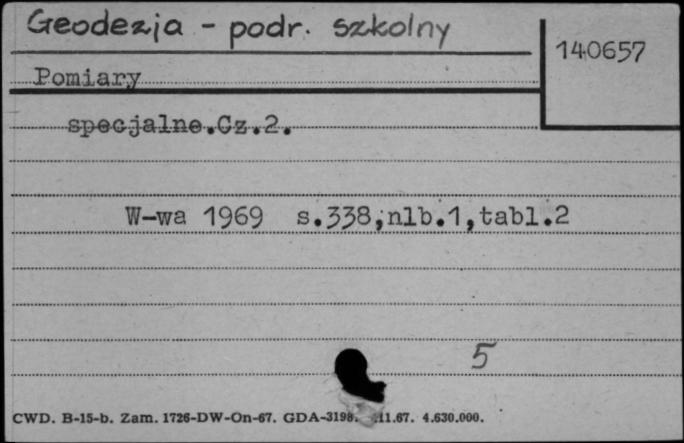 Geodezja - podr. szkolny
140657
Pomiary
specjalne.Cz.2.
W-wa 1969 s.338,nlb.1,tabl.2
5
CWD. B-15-b. Zam. 1726-DW-On-67. GDA-3198. 11.67. 4.630.000.